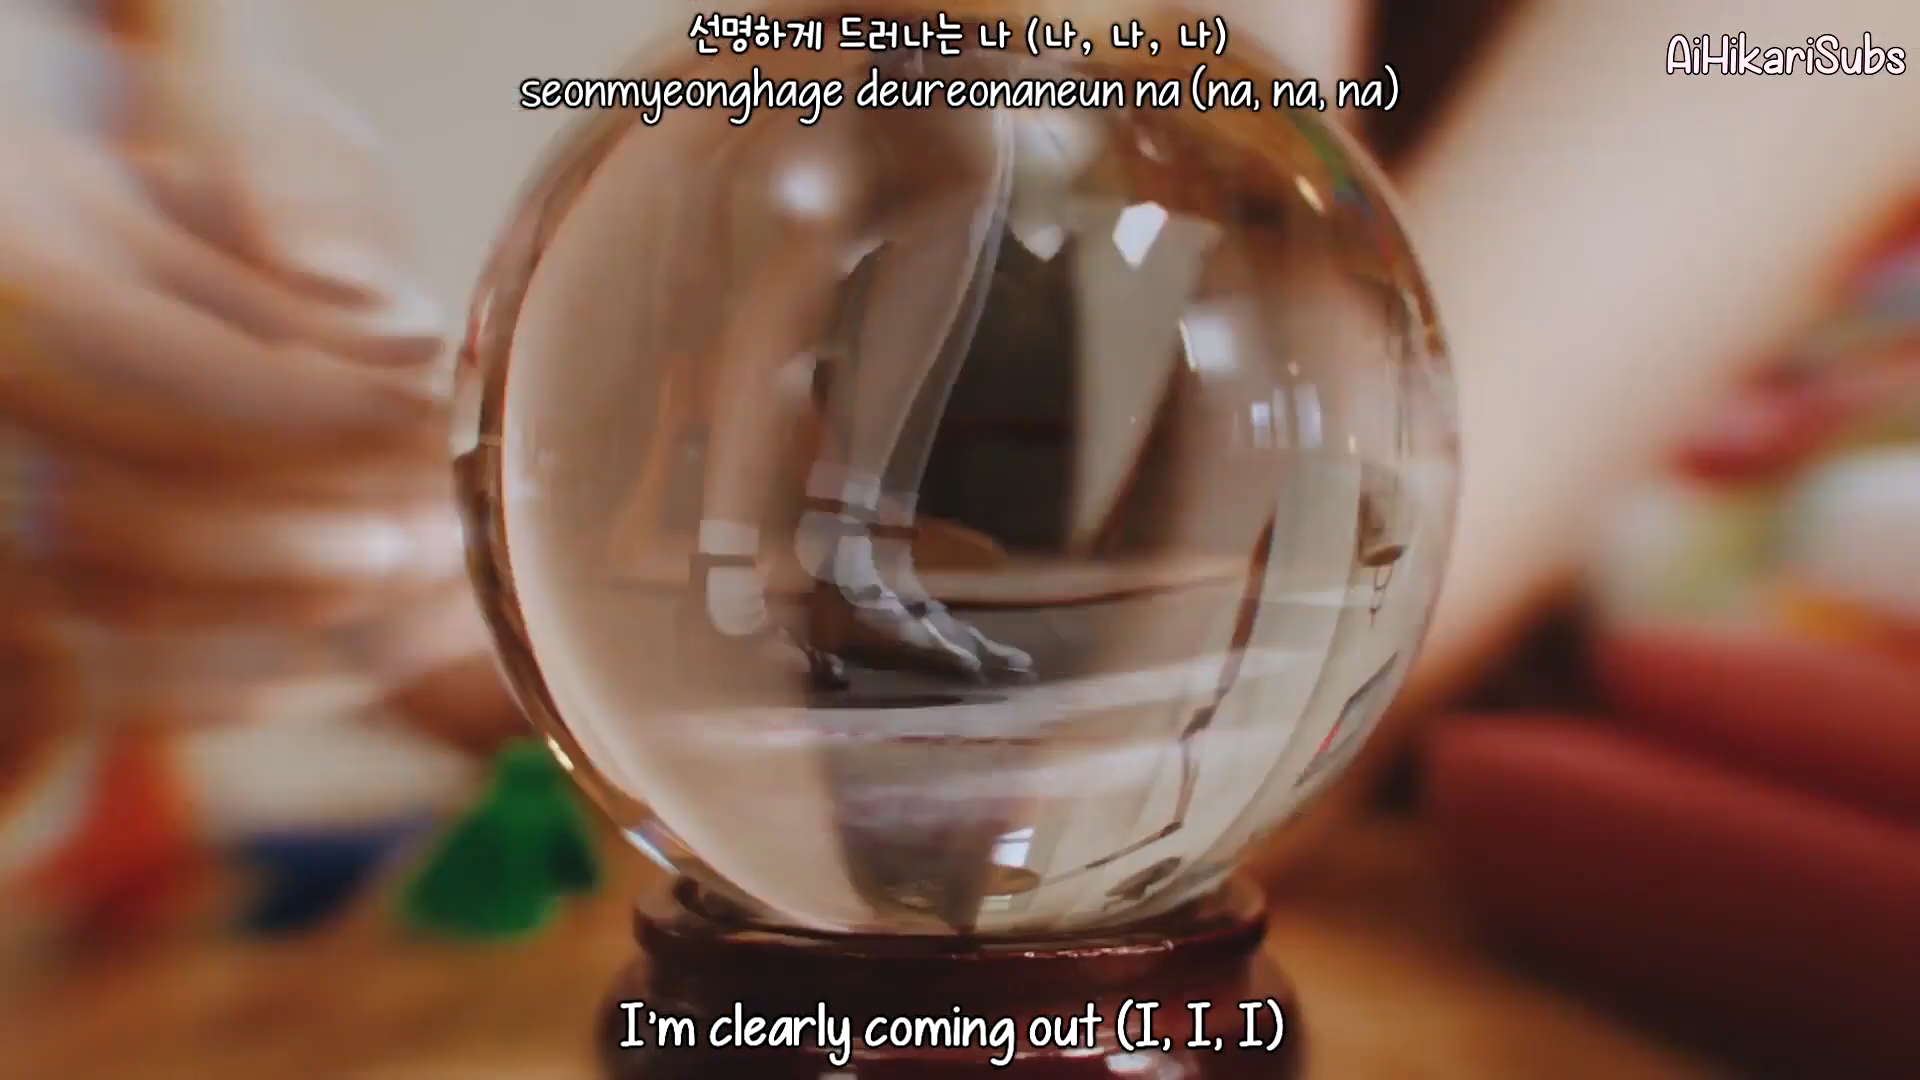 선명하게 드러나는 나 (나, 나, 나)
AiHikariSubs
seonmyeonghage deureonaneun na (na, na, na)
I'm clearly coming out (I, I, I)